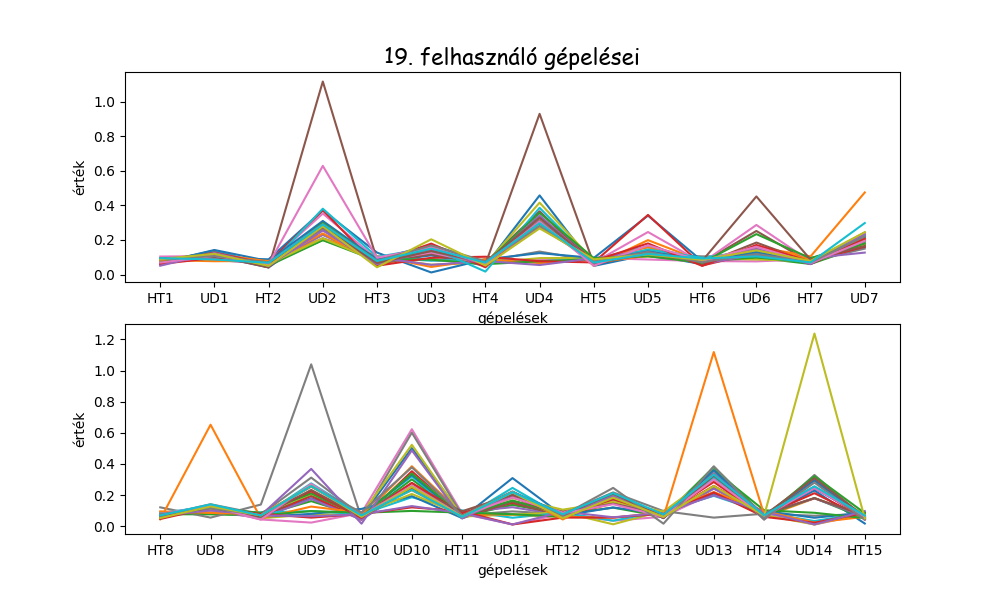 19. felhasználó gépelései
érték
1.0
0.8
0.6
0.4
0.2
0.0
HT1 UD1 HT2 UD2 HT3 UD3 HT4 UD4 HT5 UD5 HT6 UD6 HT7 UD7
gépelések
érték
1.2
1.0
0.8
0.6
0.4
0.2
0.0
HT8 UD8 HT9 UD9 HT10 UD10 HT11 UD11 HT12 UD12 HT13 UD13 HT14 UD14 HT15
gépelések